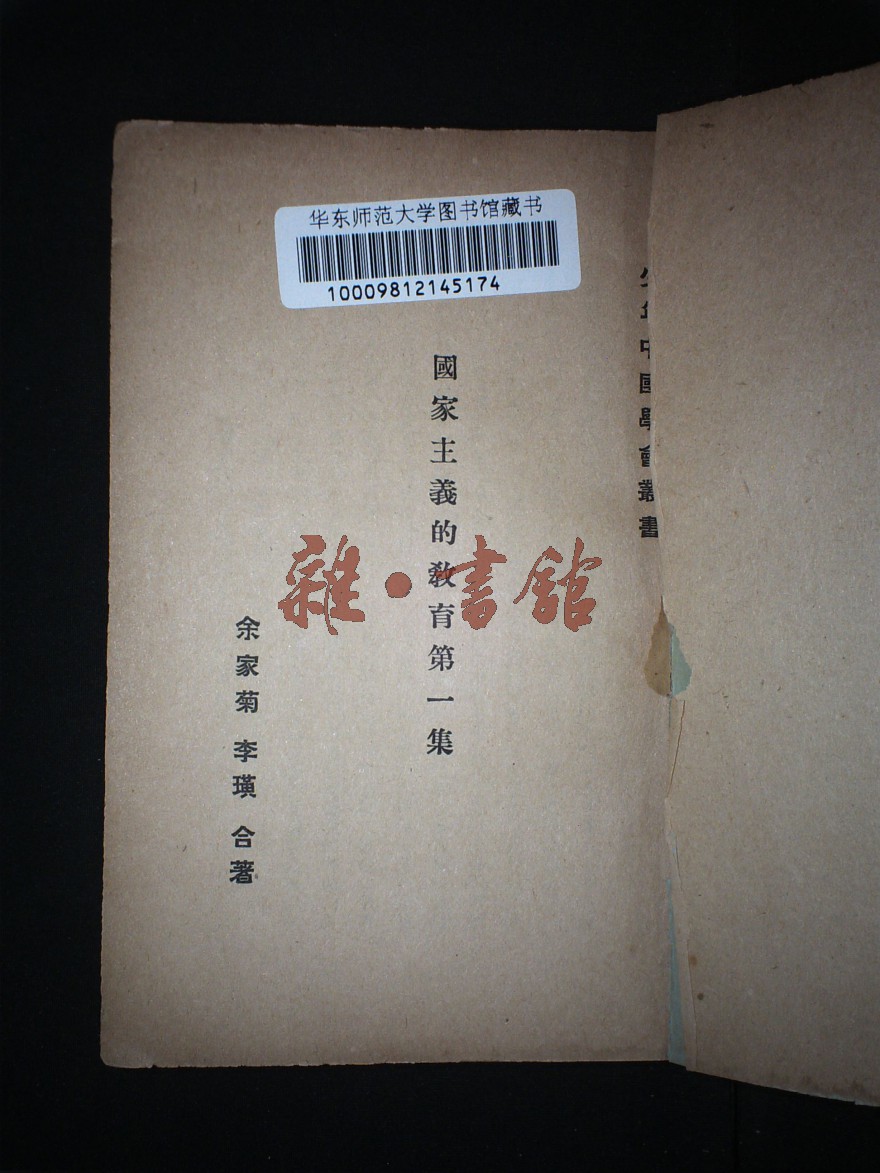 华东师范大学图书馆藏书
10009812145174
少年中國學會叢書
國家主義的教育第一集
余家菊 李璜 合著
雜·書館